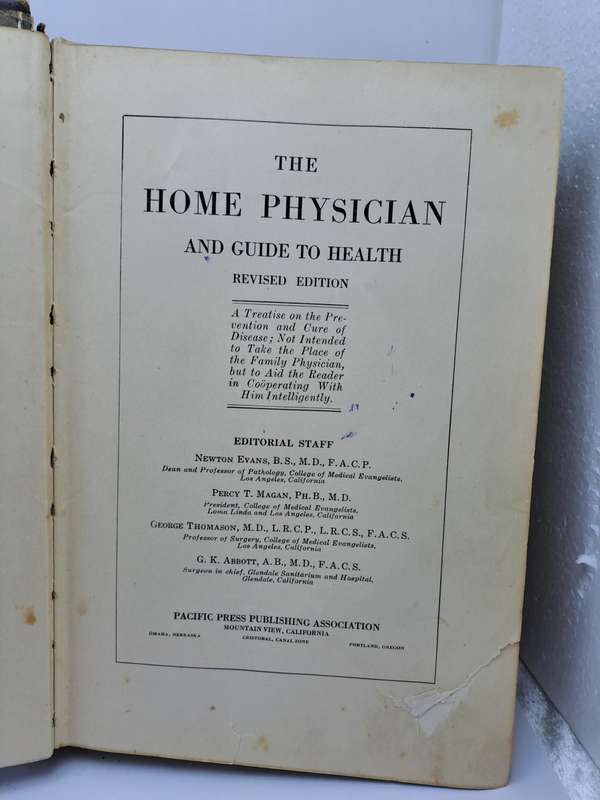 THE
HOME PHYSICIAN
AND GUIDE TO HEALTH
REVISED EDITION
A Treatise on the Pre-
vention and Cure of
Disease; Not Intended
to Take the Place of
the Family Physician,
but to Aid the Reader
in Coöperating With
Him Intelligently.
EDITORIAL STAFF
NEWTON EVANS, B.S., M.D., F.A.C.P.
Dean and Professor of Pathology, College of Medical Evangelists,
Los Angeles, California
PERCY T. MAGAN, PH.B., M.D.
President, College of Medical Evangelists,
Loma Linda and Los Angeles, California
GEORGE THOMASON, M.D., L.R.C.P., L.R.C.S., F.A.C.S.
Professor of Surgery, College of Medical Evangelists,
Los Angeles, California
G. K. ABBOTT, A.B., M.D., F.A.C.S.
Surgeon in chief, Glendale Sanitarium and Hospital,
Glendale, California
PACIFIC PRESS PUBLISHING ASSOCIATION
MOUNTAIN VIEW, CALIFORNIA
OMAHA, NEBRASKA CRISTOBAL, CANAL ZONE PORTLAND, OREGON